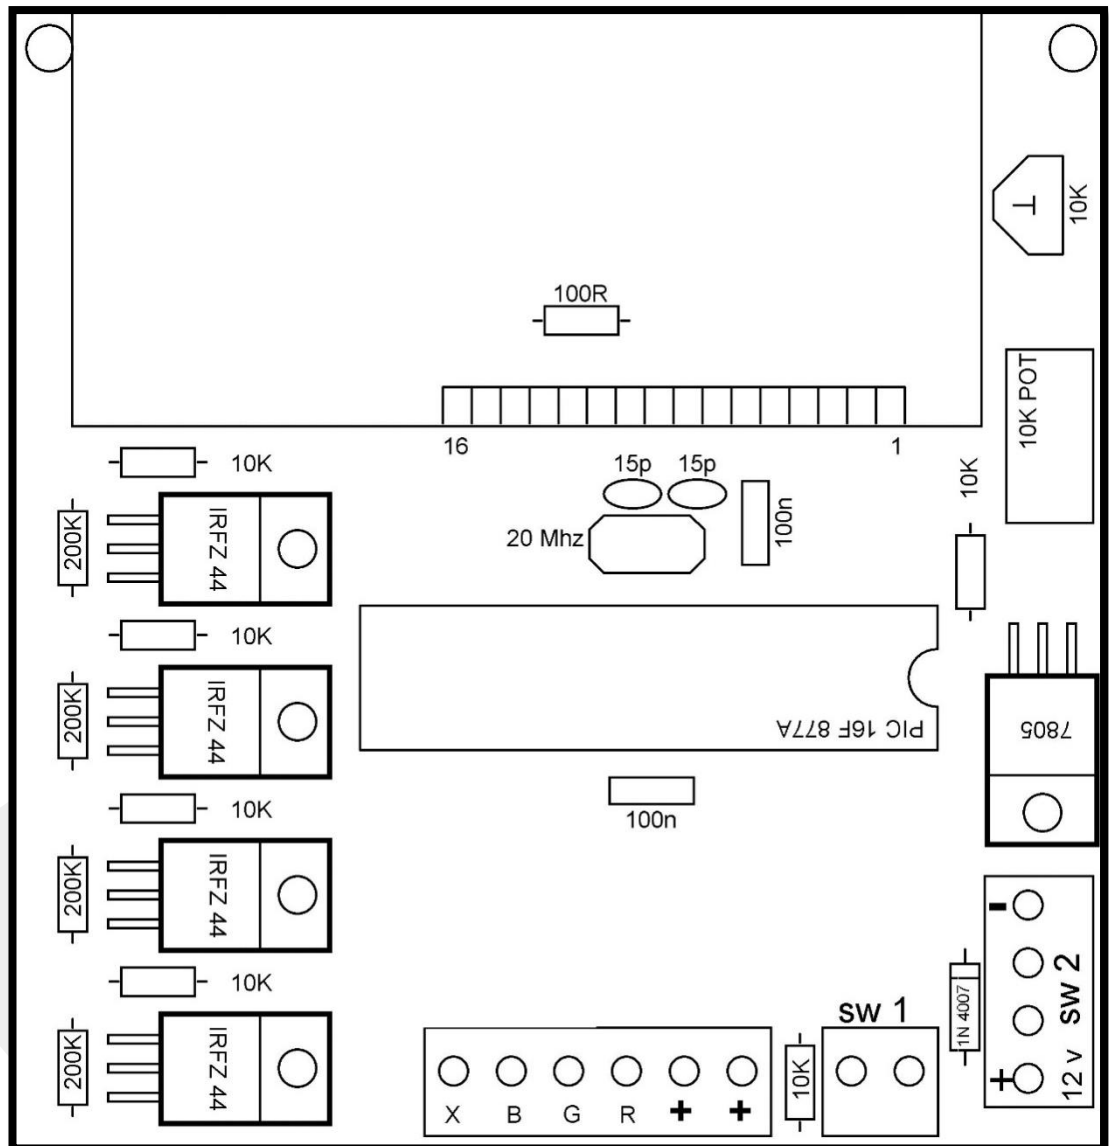 10K
100R
10K POT
16
1
10K
15p
15p
10K
200K
IRFZ 44
20 Mhz
100n
10K
200K
IRFZ 44
PIC 16F 877A
7805
10K
100n
200K
IRFZ 44
-
10K
1N 4007
sw 2
sw 1
12 v
+
200K
IRFZ 44
10K
X B G R + +